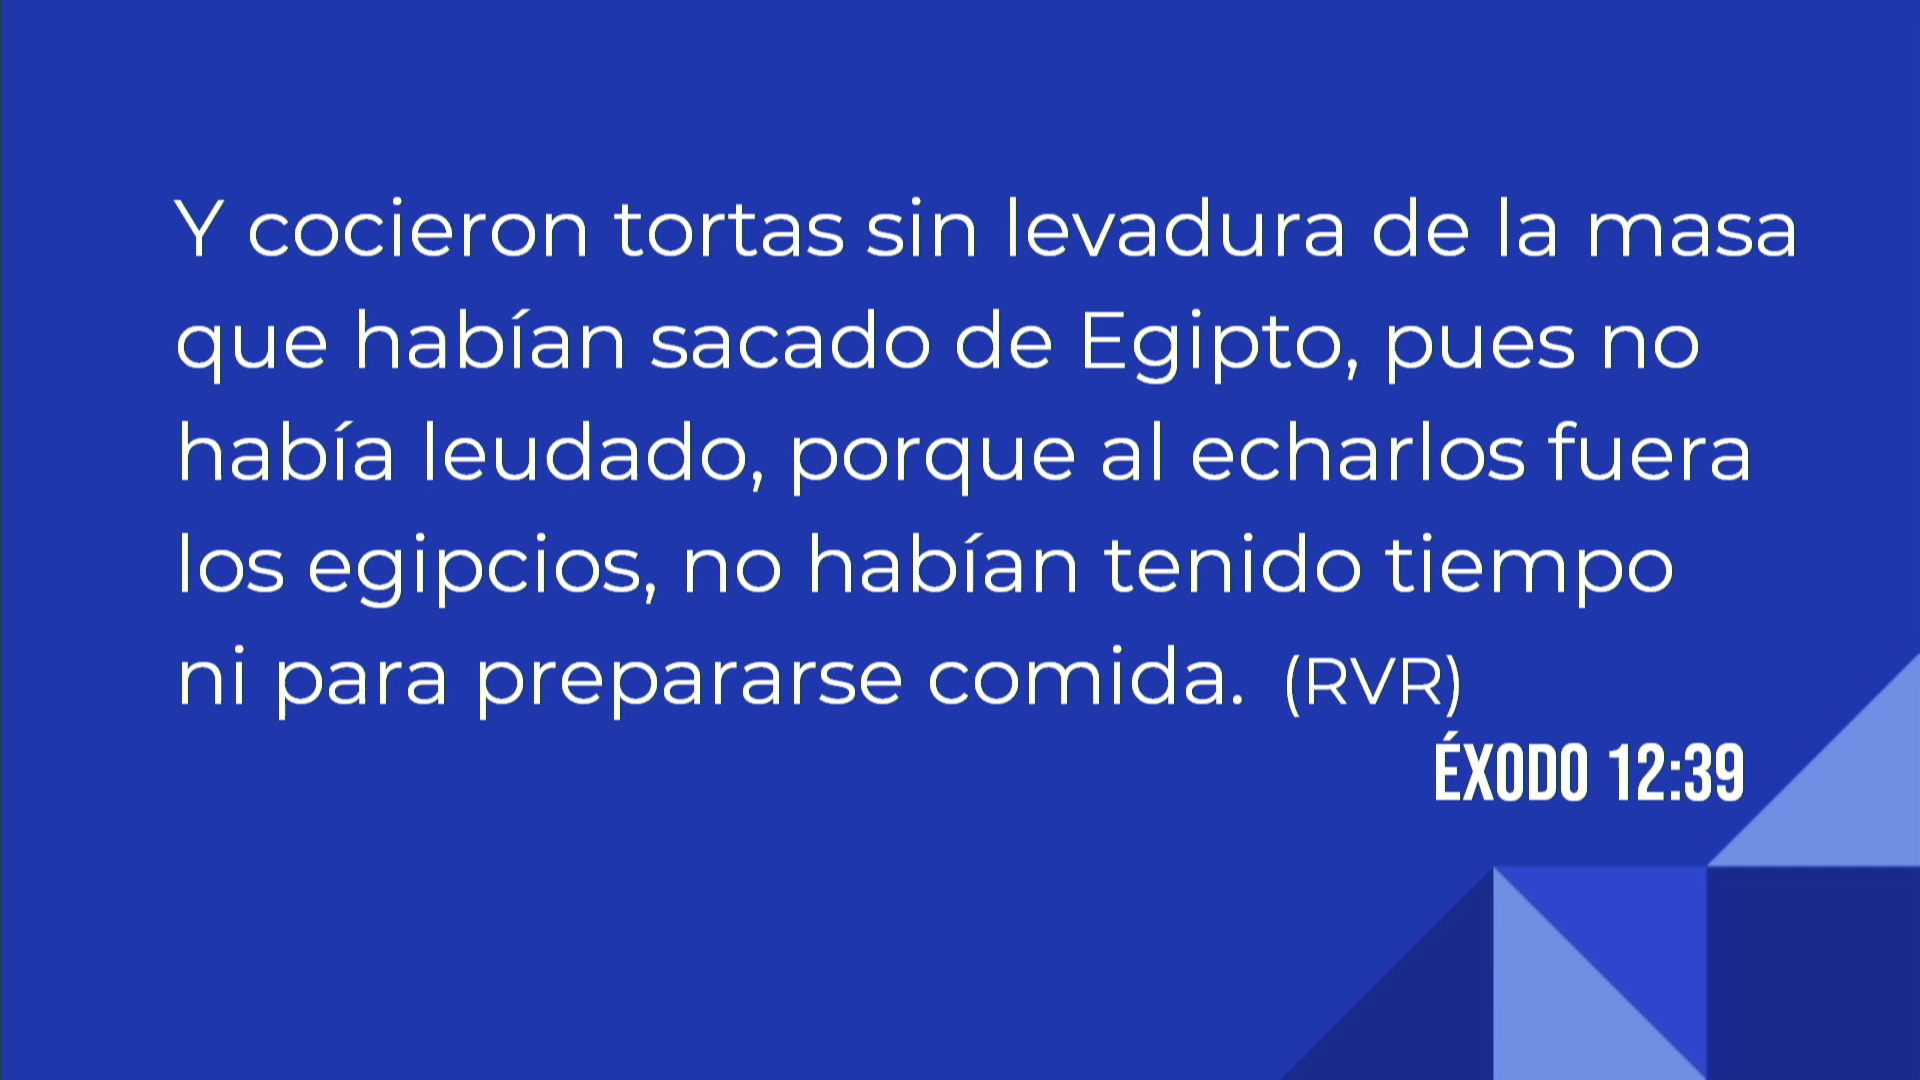 Y cocieron tortas sin levadura de la masa
que habían sacado de Egipto, pues no
había leudado, porque al echarlos fuera
los egipcios, no habían tenido tiempo
ni para prepararse comida. (RVR)
ÉXODO 12:39